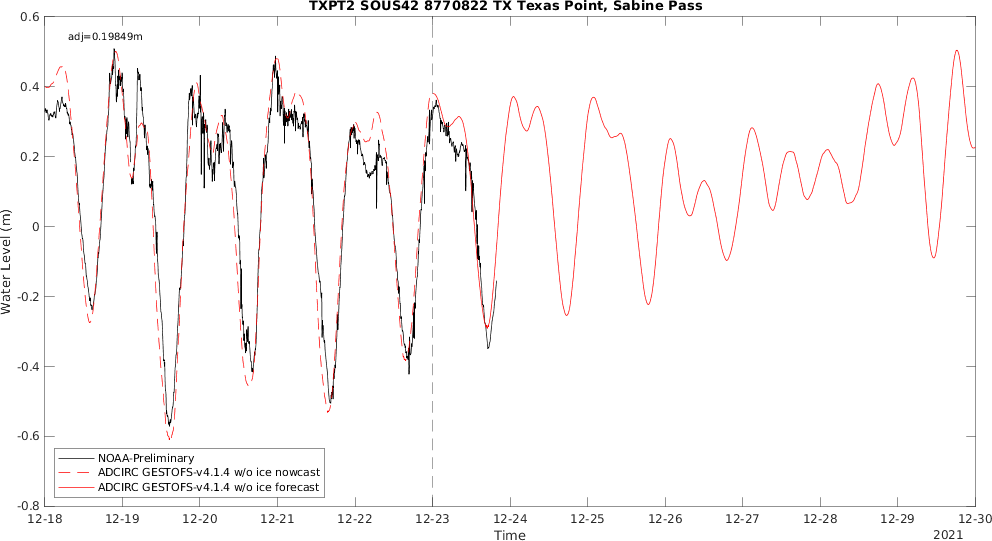 TXPT2 SOUS42 8770822 TX Texas Point, Sabine Pass
adj=0.19849m
0.6
0.4
0.2
0
-0.2
-0.4
-0.6
-0.8
Water Level (m)
NOAA-Preliminary
ADCIRC GESTOFS-v4.1.4 w/o ice nowcast
ADCIRC GESTOFS-v4.1.4 w/o ice forecast
12-18 12-19 12-20 12-21 12-22 12-23 12-24 12-25 12-26 12-27 12-28 12-29 12-30
Time
2021